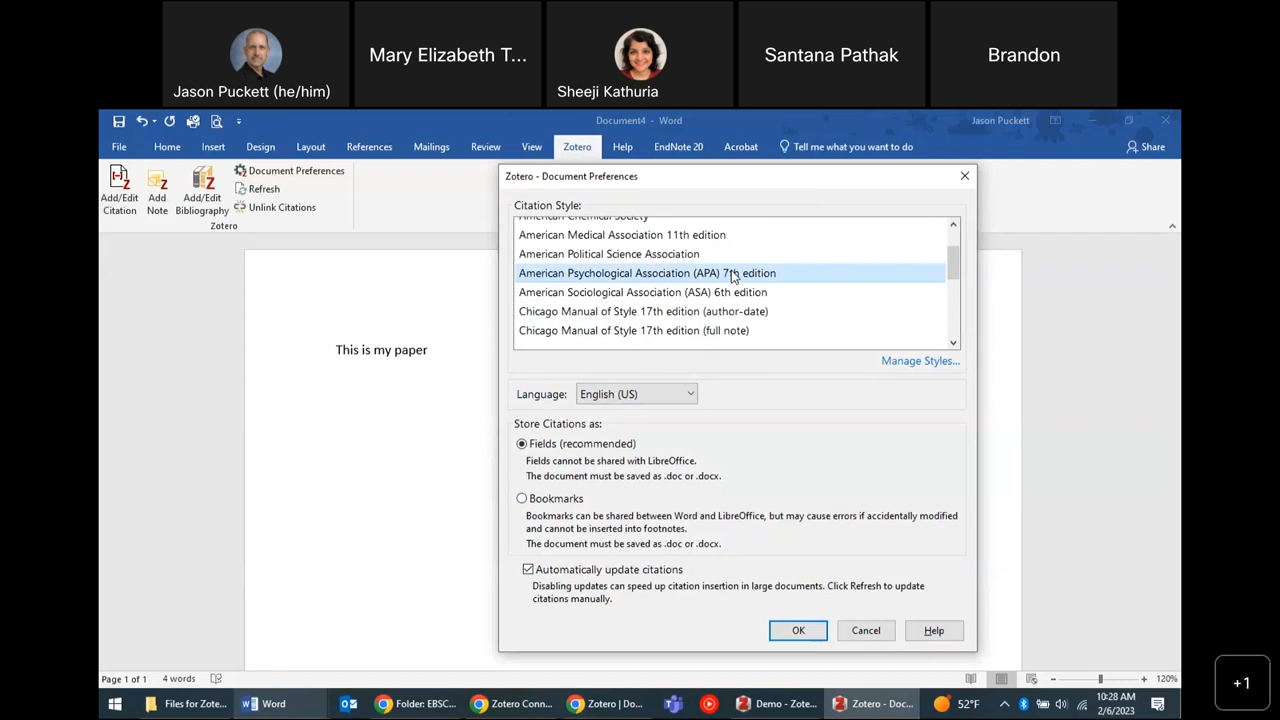 Jason Puckett (he/him)
Mary Elizabeth T...
Sheeji Kathuria
Santana Pathak
Brandon
Document4 - Word
Jason Puckett
File
Home
Insert
Design
Layout
References
Mailings
Review
View
Zotero
Help
EndNote 20
Acrobat
Tell me what you want to do
Share
Add/Edit
Citation
Add
Note
Add/Edit
Bibliography
Document Preferences
Refresh
Unlink Citations
Zotero
Zotero - Document Preferences
Citation Style:
American Chemical Society
American Medical Association 11th edition
American Political Science Association
American Psychological Association (APA) 7th edition
American Sociological Association (ASA) 6th edition
Chicago Manual of Style 17th edition (author-date)
Chicago Manual of Style 17th edition (full note)
Manage Styles...
Language:
English (US)
Store Citations as:
Fields (recommended)
Fields cannot be shared with LibreOffice.
The document must be saved as .doc or .docx.
Bookmarks
Bookmarks can be shared between Word and LibreOffice, but may cause errors if accidentally modified
and cannot be inserted into footnotes.
The document must be saved as .doc or .docx.
Automatically update citations
Disabling updates can speed up citation insertion in large documents. Click Refresh to update
citations manually.
OK
Cancel
Help
This is my paper
Page 1 of 1
4 words
120%
Files for Zote...
Word
Folder: EBSC...
Zotero Conn...
Zotero | Do...
Demo - Zote...
Zotero - Doc...
52°F
10:28 AM
2/6/2023
+1